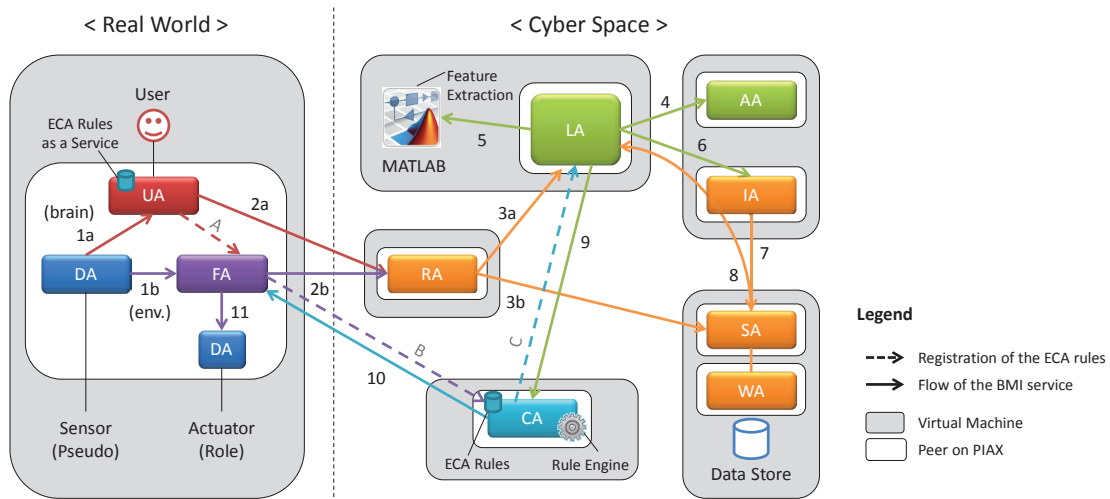 < Real World >
< Cyber Space >
User
ECA Rules
as a Service
UA
(brain)
1a
A
2a
DA
1b
(env.)
FA
11
DA
2b
Sensor
(Pseudo)
Actuator
(Role)
Feature
Extraction
MATLAB
5
LA
4
AA
6
IA
3a
9
RA
3b
C
B
10
7
8
SA
WA
Data Store
CA
ECA Rules
Rule Engine
Legend
Registration of the ECA rules
Flow of the BMI service
Virtual Machine
Peer on PIAX